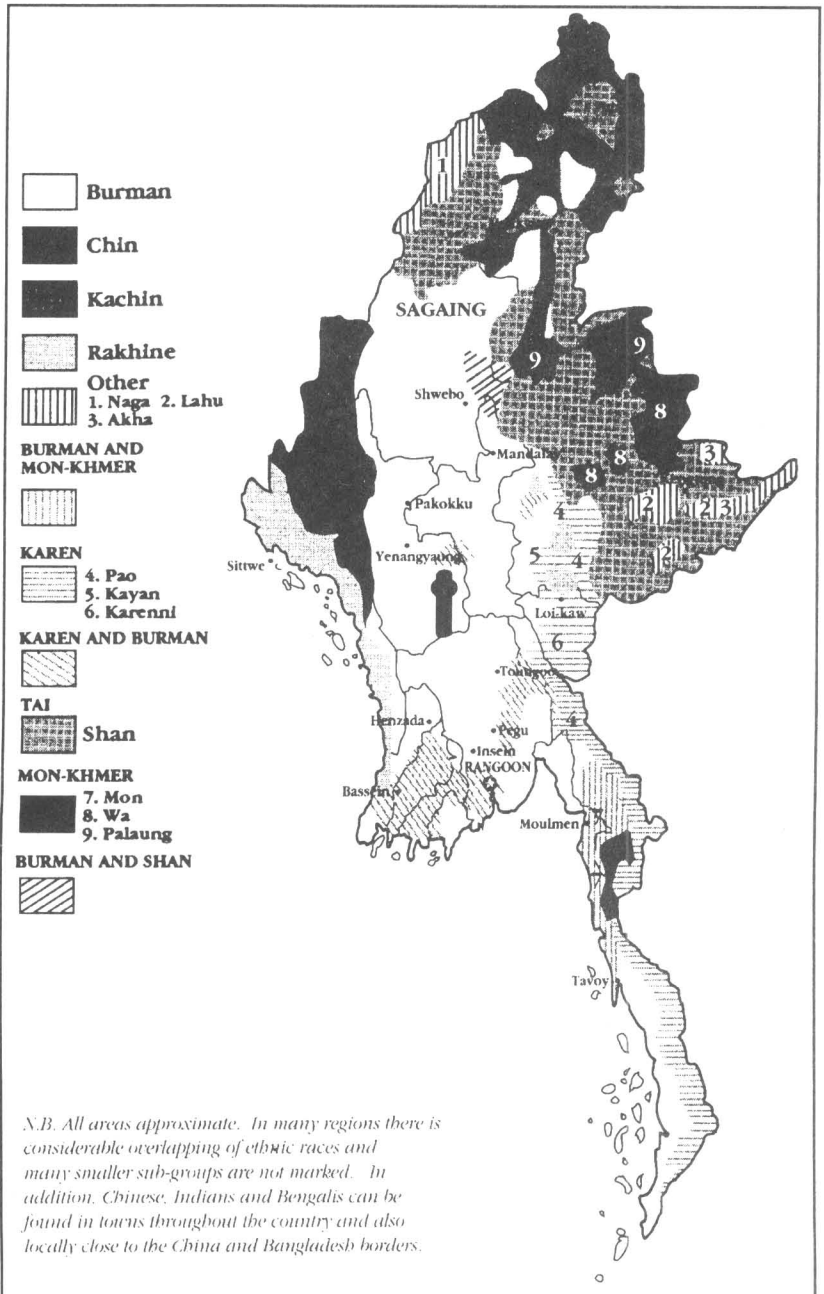 Burman
Chin
Kachin
Rakhine
Other
1. Naga 2. Lahu
3. Akha
BURMAN AND
MON-KHMER
KAREN
4. Pao
5. Kayan
6. Karenni
KAREN AND BURMAN
TAI
Shan
MON-KHMER
7. Mon
8. Wa
9. Palaung
BURMAN AND SHAN
1
SAGAING
9
9
Shwebo
8
Mandalay
8
3
8
Pakokku
4
2
2 3
Yenangyaung
5
4
2
Sittwe
Loi-kaw
6
Toungoo
4
Henzada
Pegu
Insein
RANGOON
Bassein
Moulmen
7
7
Tavoy
N.B. All areas approximate. In many regions there is
considerable overlapping of ethnic races and
many smaller sub-groups are not marked. In
addition, Chinese, Indians and Bengalis can be
found in towns throughout the country and also
locally close to the China and Bangladesh borders.